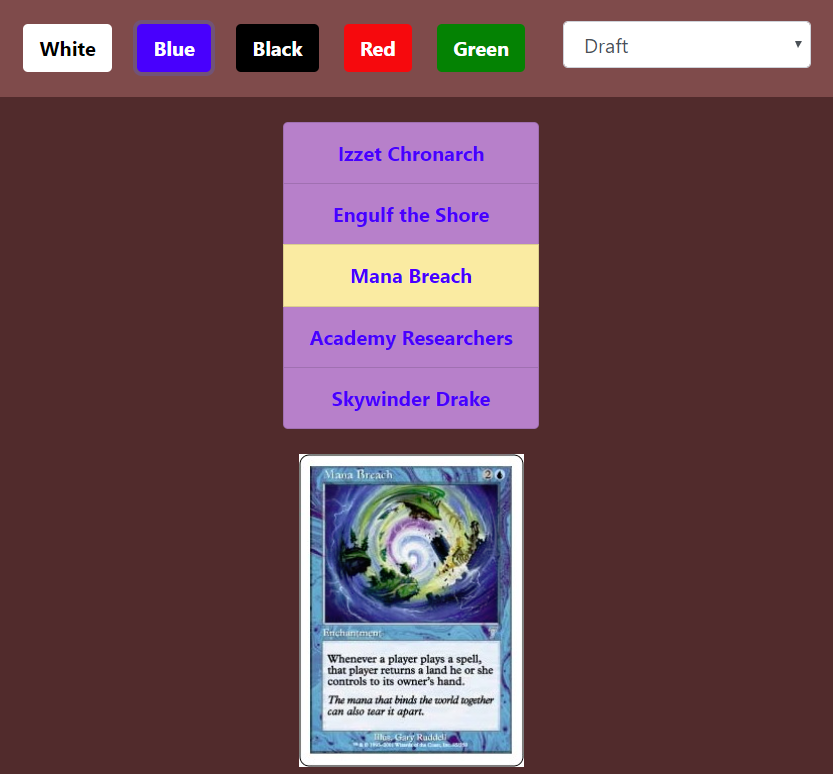 White Blue Black Red Green Draft
Izzet Chronarch
Engulf the Shore
Mana Breach
Academy Researchers
Skywinder Drake
Mana Breach 2
Enchantment
Whenever a player plays a spell,
that player returns a land he or she
controls to its owner's hand.
The mana that binds the world together
can also tear it apart.
Illus. Gary Ruddell